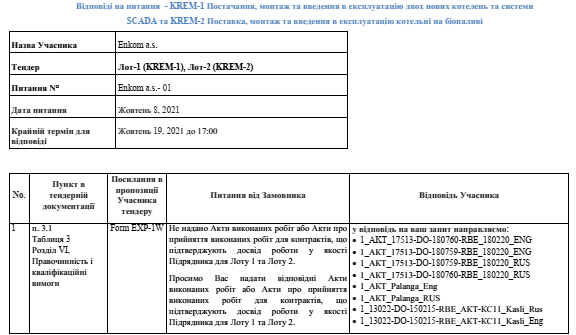 Відповіді на питання - KREM-1 Постачання, монтаж та введення в експлуатацію двох нових котелень та системи
SCADA та KREM-2 Поставка, монтаж та введення в експлуатацію котельні на біопаливі
Назва Учасника Enkom a.s.
Тендер Лот-1 (KREM-1), Лот-2 (KREM-2)
Питання № Enkom a.s.- 01
Дата питання Жовтень 8, 2021
Крайній термін для відповіді Жовтень 19, 2021 до 17:00
No. Пункт в тендерній документації Посилання в пропозиції Учасника тендеру Питання від Замовника Відповідь Учасника
1
п. 3.1
Таблиця 3
Розділ VI.
Правочинність і
кваліфікаційні
вимоги
Form EXP-1W
Не надано Акти виконаних робіт або Акти про
прийняття виконаних робіт для контрактів, що
підтверджують досвід роботи у якості
Підрядника для Лоту 1 та Лоту 2.
Просимо Вас надати відповідні Акти
виконаних робіт або Акти про прийняття
виконаних робіт для контрактів, що
підтверджують досвід роботи у якості
Підрядника для Лоту 1 та Лоту 2.
у відповідь на ваш запит направляємо:
• 1_AKT_17513-DO-180760-RBE_180220_ENG
• 1_AKT_17513-DO-180759-RBE_180220_ENG
• 1_AKT_17513-DO-180759-RBE_180220_RUS
• 1_AKT_17513-DO-180760-RBE_180220_RUS
• 1_AKT_Palanga_Eng
• 1_AKT_Palanga_RUS
• 1_13022-DO-150215-RBE_AKT-KC11_Kasli_Rus
• 1_13022-DO-150215-RBE_AKT-KC11_Kasli_Eng